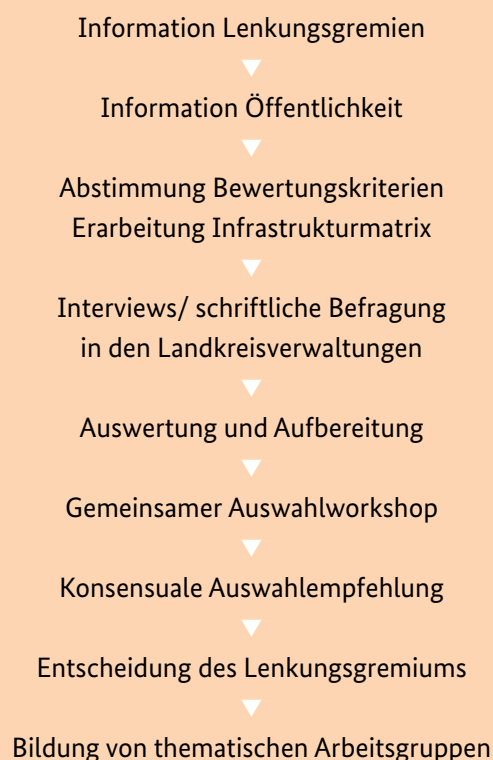 Information Lenkungsgremien
Information Öffentlichkeit
Abstimmung Bewertungskriterien
Erarbeitung Infrastrukturmatrix
Interviews/ schriftliche Befragung
in den Landkreisverwaltungen
Auswertung und Aufbereitung
Gemeinsamer Auswahlworkshop
Konsensuale Auswahlempfehlung
Entscheidung des Lenkungsgremiums
Bildung von thematischen Arbeitsgruppen